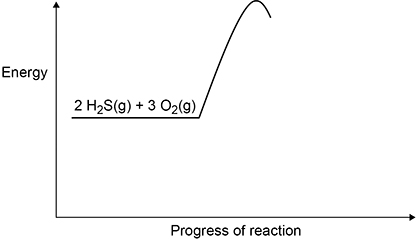 Energy
2 H₂S(g) + 3 O₂(g)
Progress of reaction